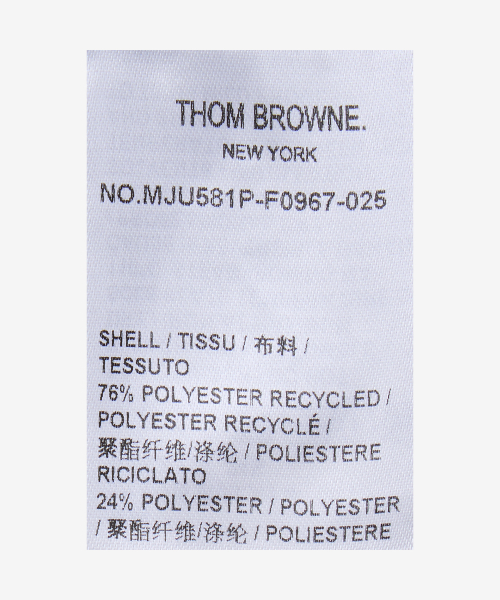 THOM BROWNE.
NEW YORK
NO.MJU581P-F0967-025
SHELL / TISSU / 布料 /
TESSUTO
76% POLYESTER RECYCLED /
POLYESTER RECYCLÉ /
聚酯纤维/涤纶 / POLIESTERE
RICICLATO
24% POLYESTER / POLYESTER
/ 聚酯纤维/涤纶 / POLIESTERE